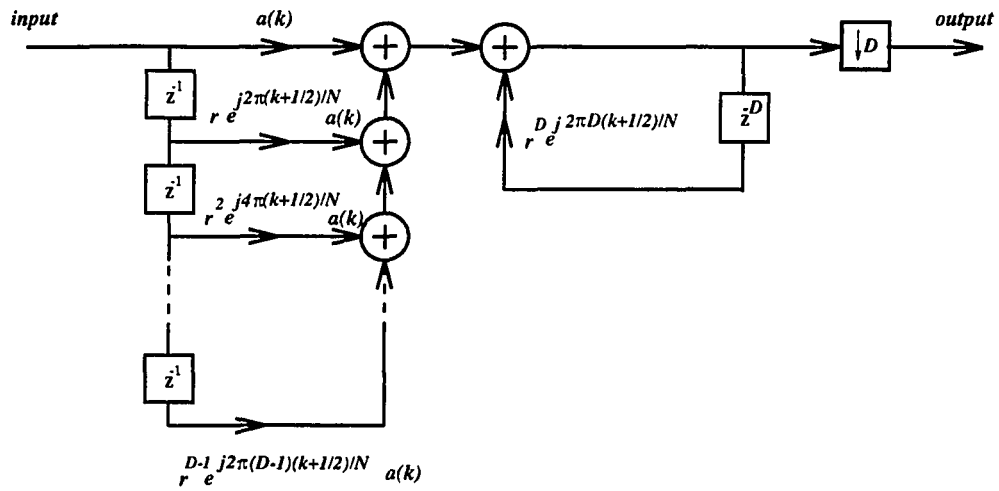 input a(k) output
↓D
z⁻¹
r e^{j2π(k+1/2)/N} a(k)
r^D e^{j 2πD(k+1/2)/N}
z^{-D}
z⁻¹
r^2 e^{j4π(k+1/2)/N} a(k)
z⁻¹
r^{D-1} e^{j2π(D-1)(k+1/2)/N} a(k)